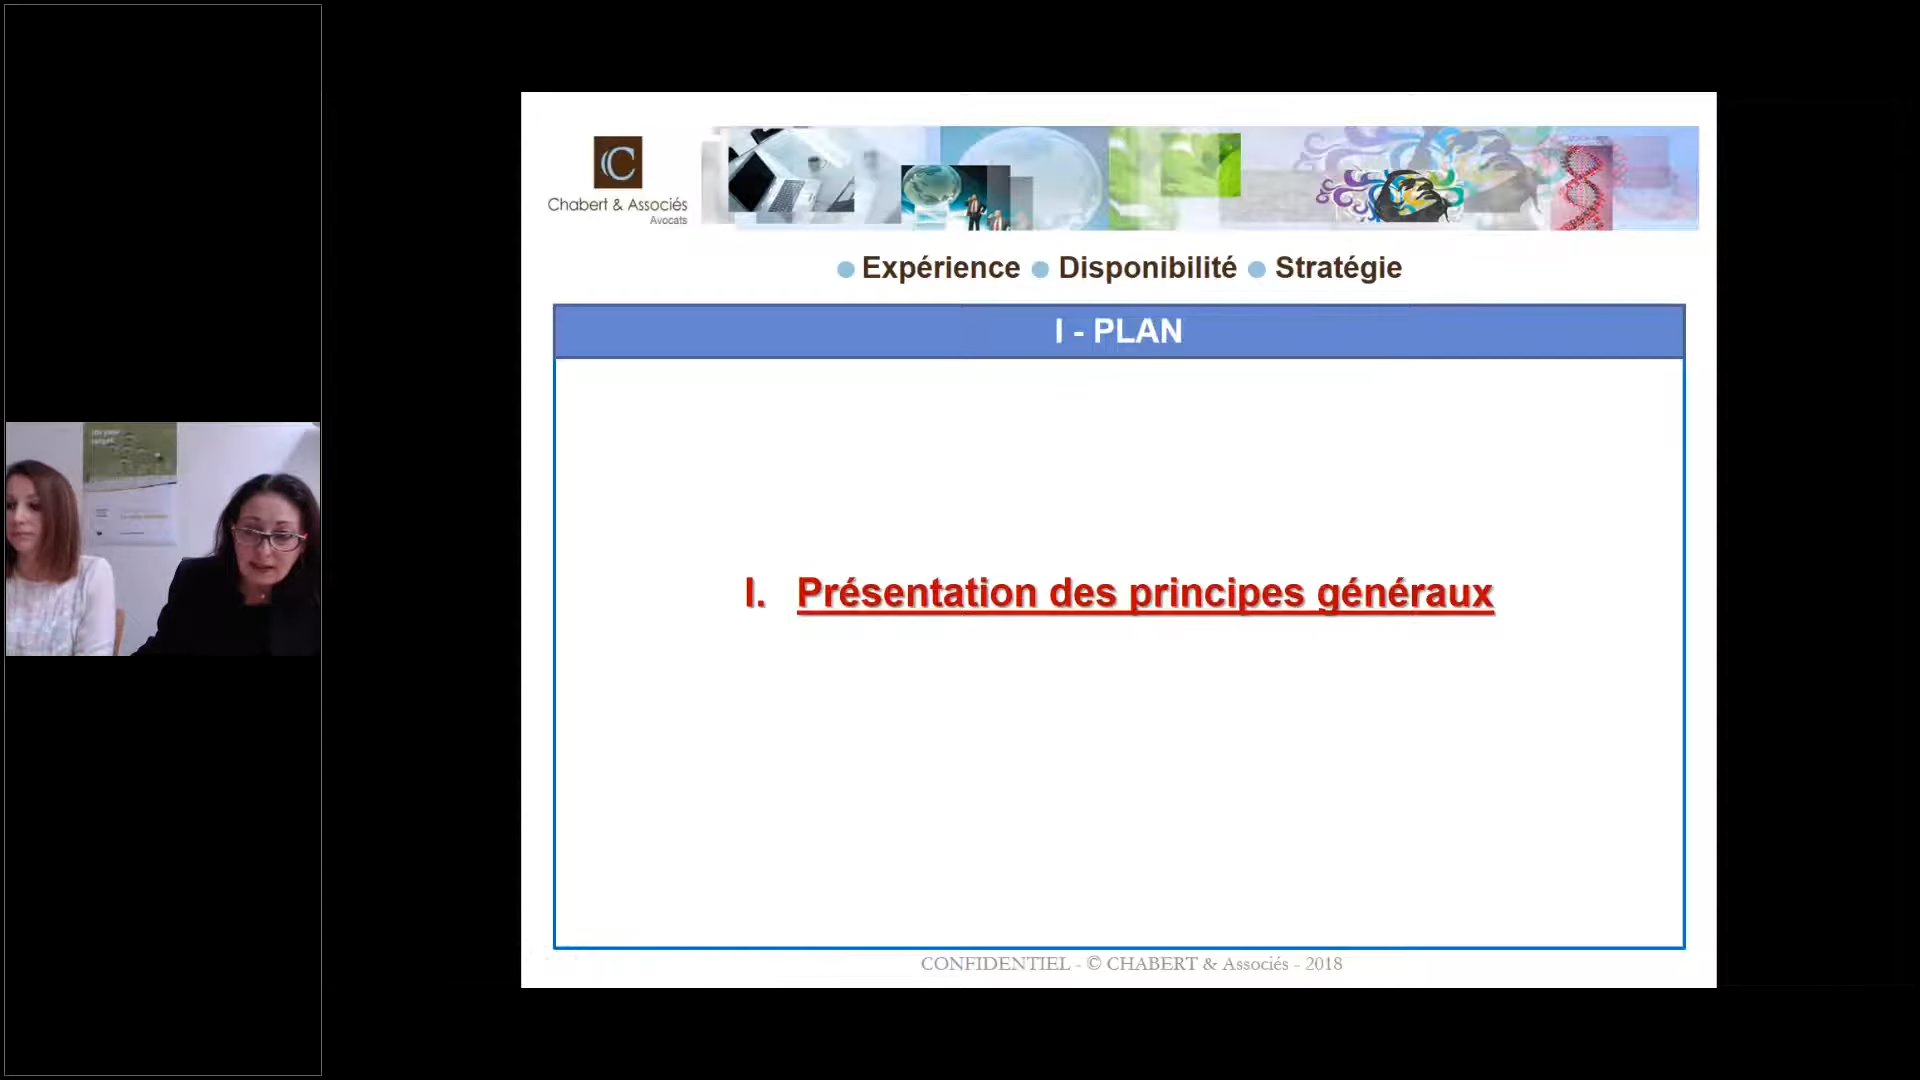 Chabert & Associés
Avocats
Expérience Disponibilité Stratégie
I - PLAN
I. Présentation des principes généraux
CONFIDENTIEL - © CHABERT & Associés - 2018